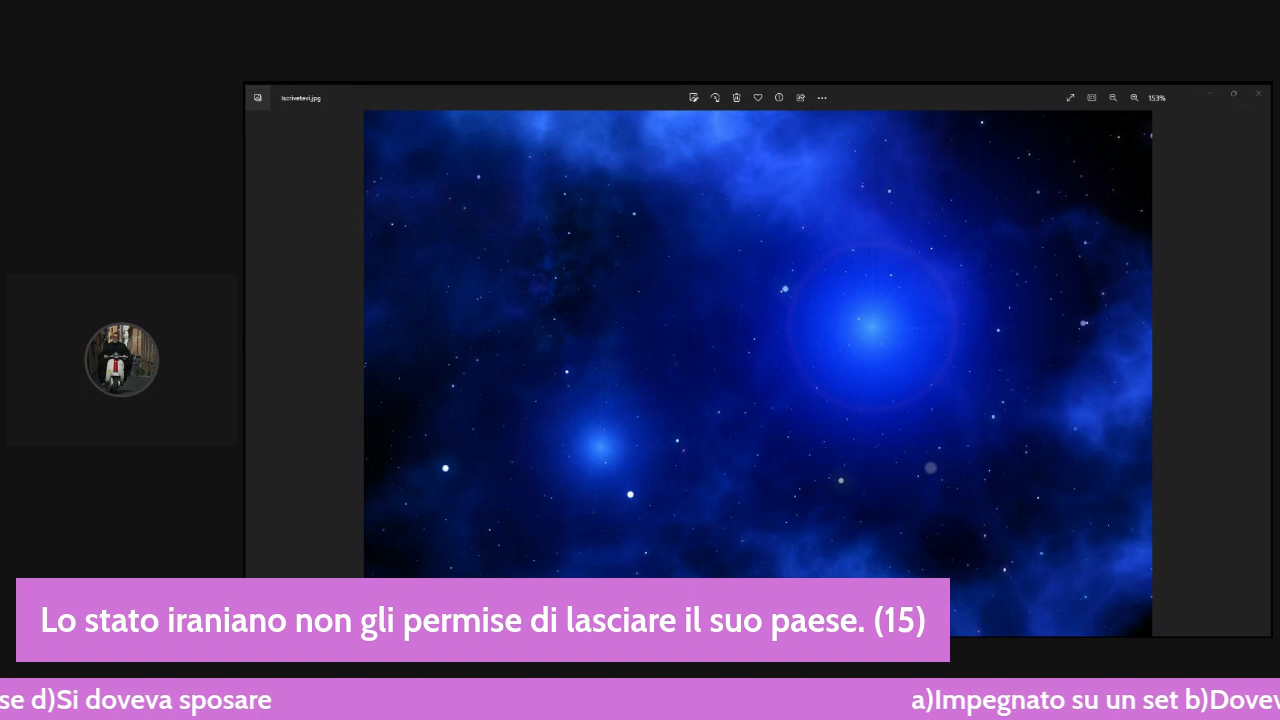 Iscrivetevi.jpg
153%
Lo stato iraniano non gli permise di lasciare il suo paese. (15)
se d)Si doveva sposare
a)Impegnato su un set b)Dovev